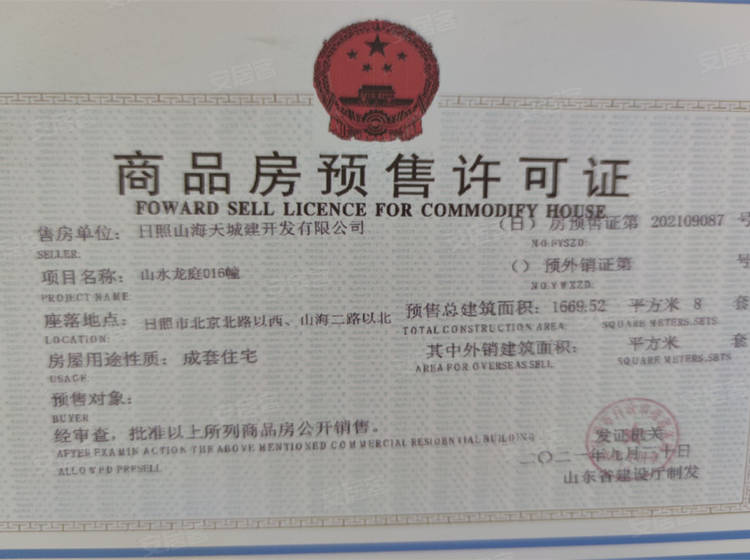 商品房预售许可证
FOWARD SELL LICENCE FOR COMMODIFY HOUSE
售房单位：日照山海天城建开发有限公司
SELLER:
（日）房预售证第 202109087 号
NO.FYSZD:
项目名称：山水龙庭016幢
PROJECT NAME
（）预外销证第 号
NO.YWXZD:
座落地点：日照市北京北路以西、山海二路以北
LOCATION:
预售总建筑面积：1669.52 平方米 8 套
TOTAL CONSTRUCTION AREA: SQUARE METERS.SETS
房屋用途性质：成套住宅
USAGE
其中外销建筑面积： 平方米 套
AREA FOR OVERSEAS SELL SQUARE METERS.SETS
预售对象：
BUYER
经审查，批准以上所列商品房公开销售。
AFTER EXAMIN ACTION THE ABOVE MENTIONED COMMERCIAL RESIDENTIAL BUILDING
ALLOWED PRESELL
发证机关
二〇二一年九月二十日
山东省建设厅制发
安居客